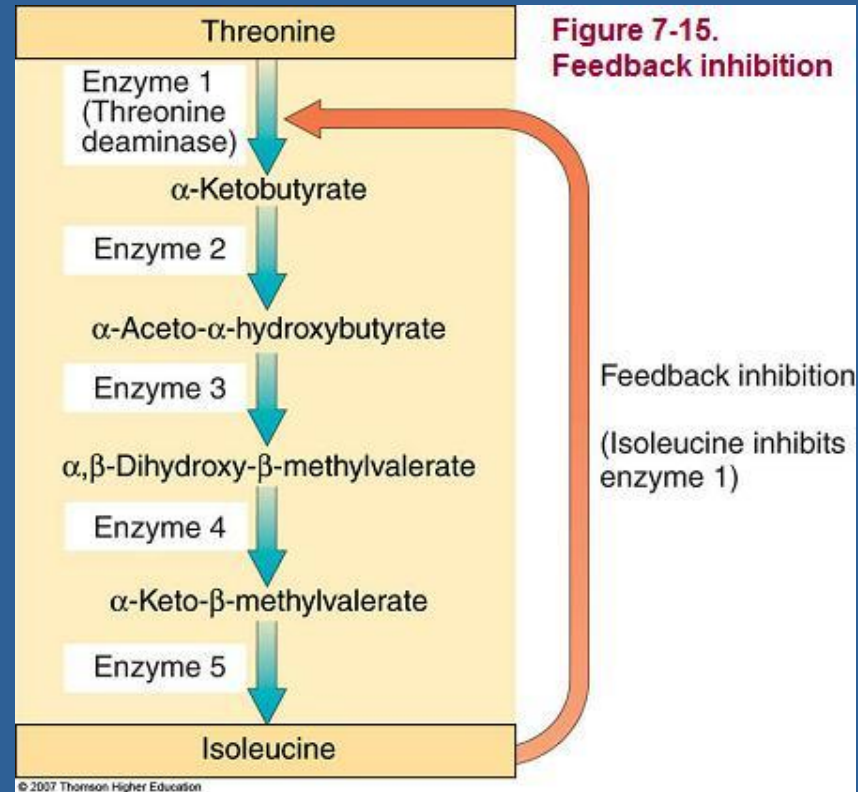 Threonine
Figure 7-15.
Feedback inhibition
Enzyme 1
(Threonine
deaminase)
α-Ketobutyrate
Enzyme 2
α-Aceto-α-hydroxybutyrate
Enzyme 3
Feedback inhibition
(Isoleucine inhibits
enzyme 1)
α,β-Dihydroxy-β-methylvalerate
Enzyme 4
α-Keto-β-methylvalerate
Enzyme 5
Isoleucine
© 2007 Thomson Higher Education